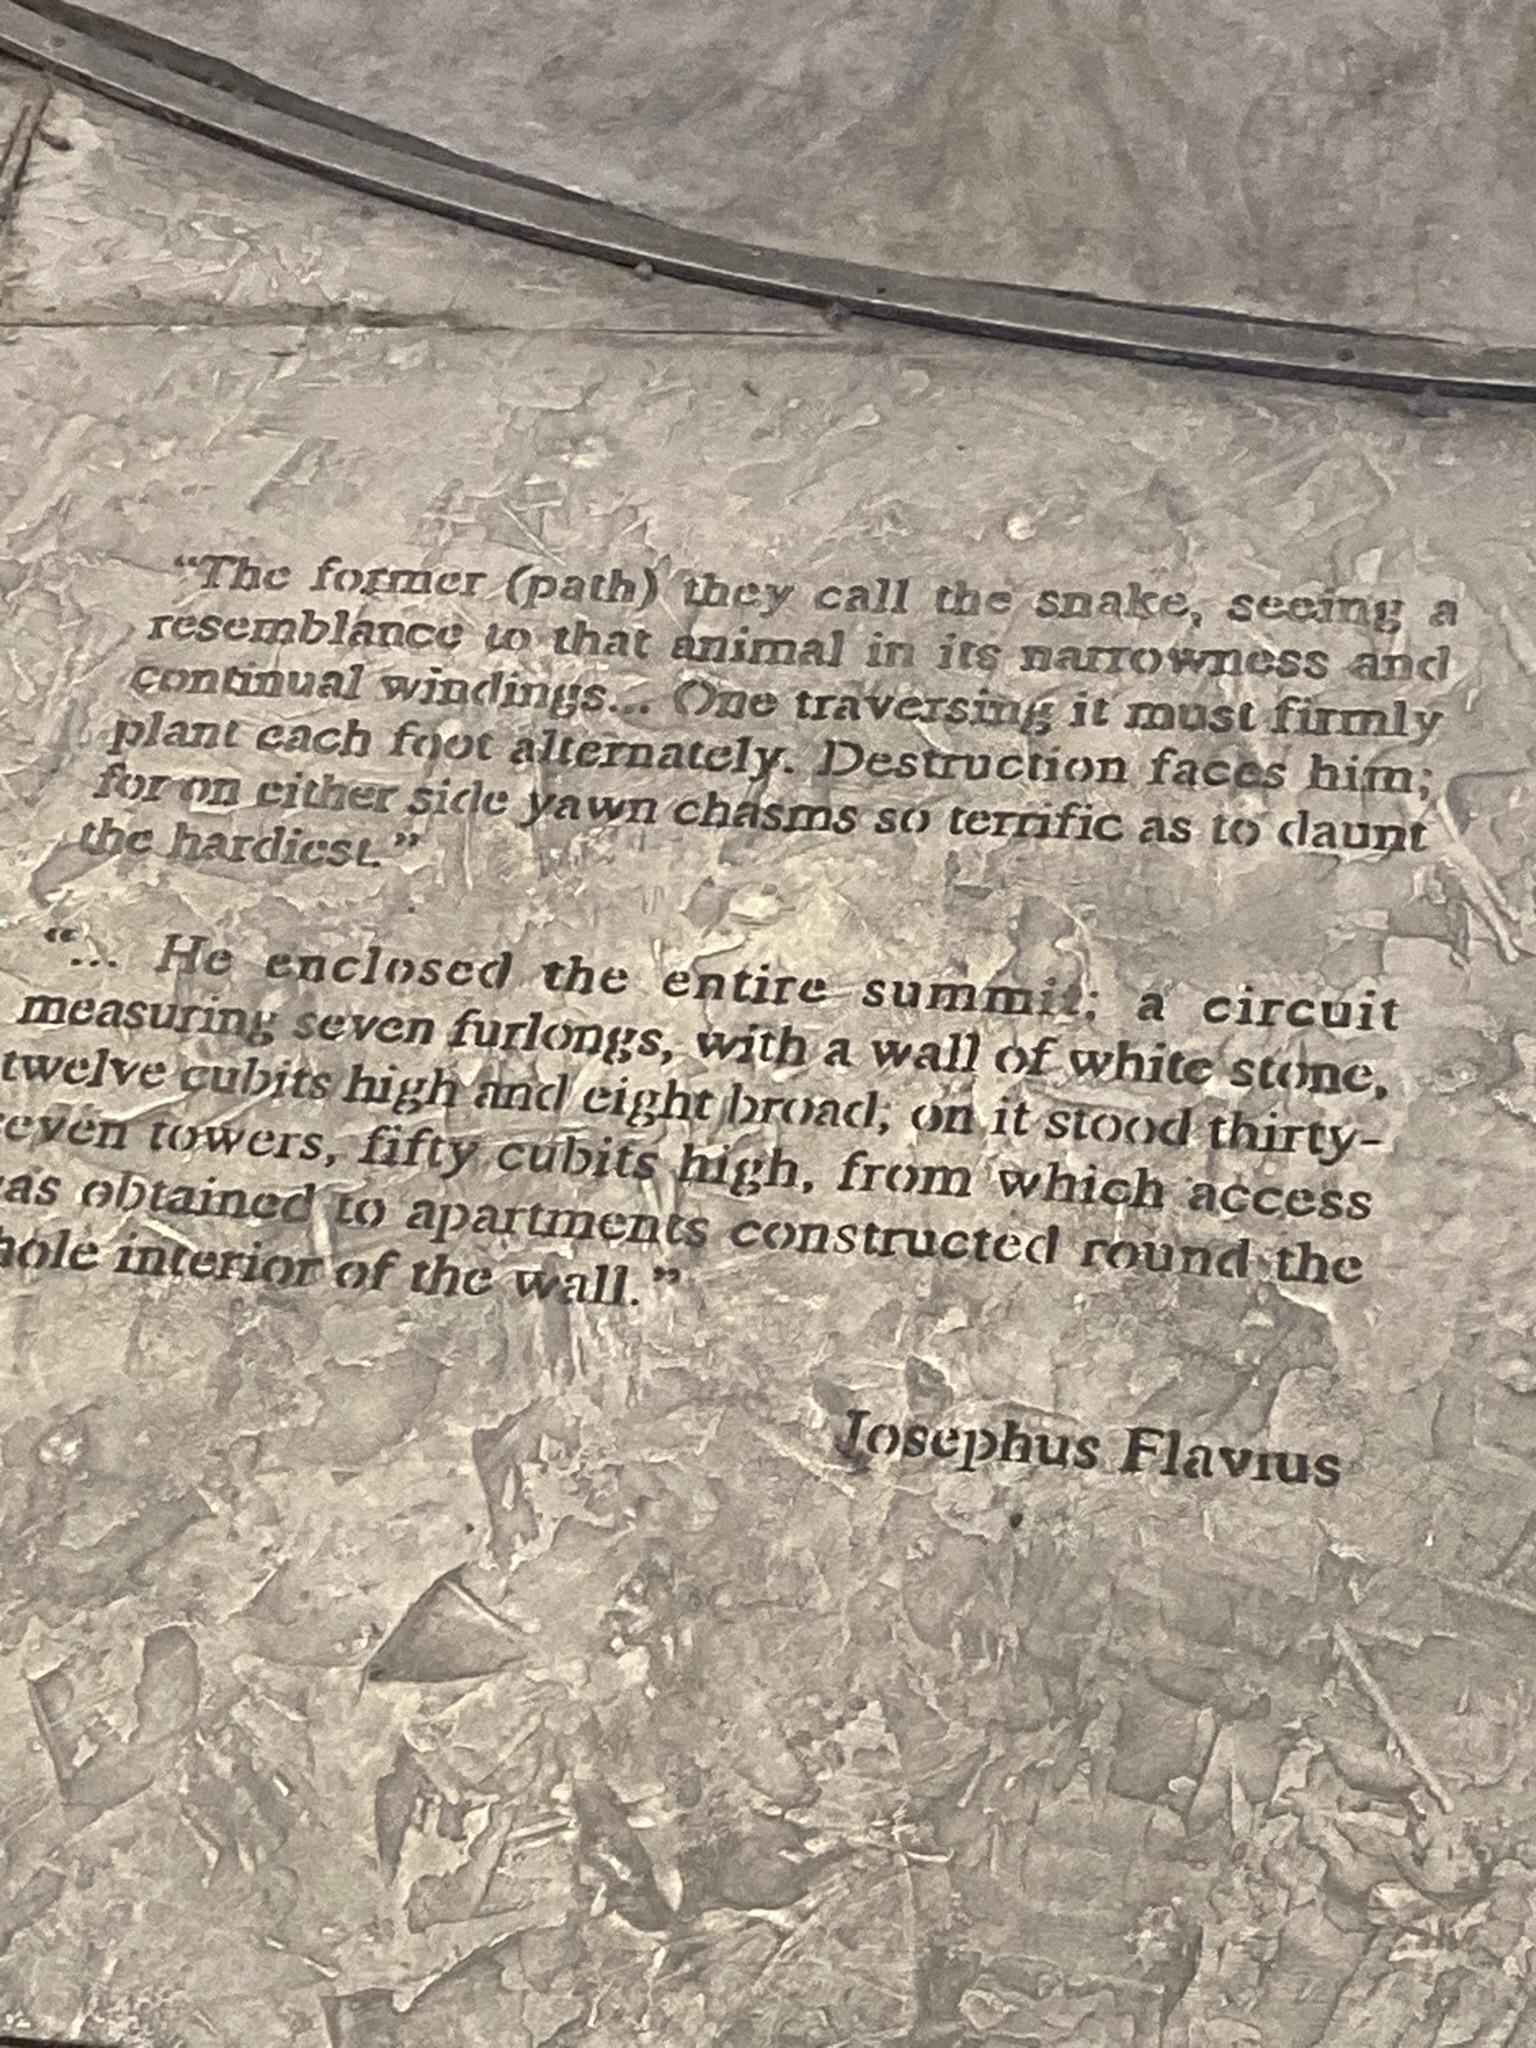 “The former (path) they call the snake, seeing a
resemblance to that animal in its narrowness and
continual windings... One traversing it must firmly
plant each foot alternately. Destruction faces him;
for on either side yawn chasms so terrific as to daunt
the hardiest.”
“... He enclosed the entire summit; a circuit
measuring seven furlongs, with a wall of white stone,
twelve cubits high and eight broad; on it stood thirty-
even towers, fifty cubits high, from which access
as obtained to apartments constructed round the
hole interior of the wall.”
Josephus Flavius